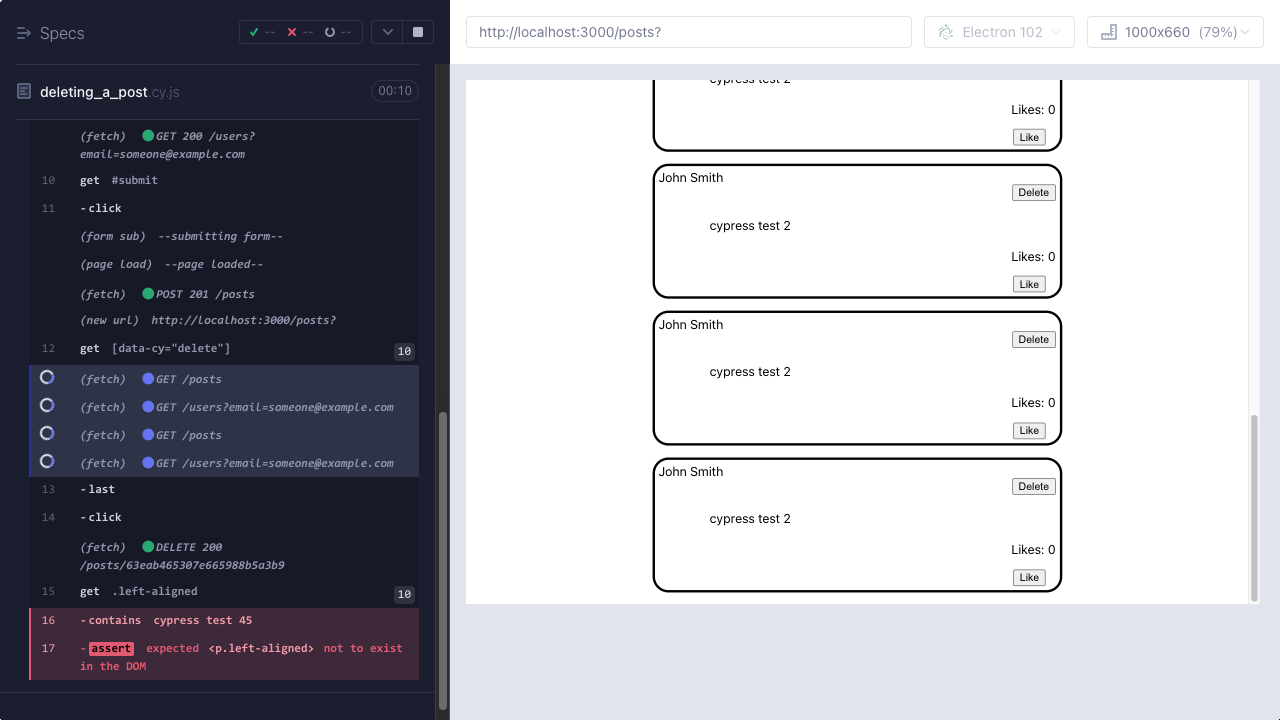 Specs
-- -- --
deleting_a_post.cy.js
00:10
(fetch) GET 200 /users?
email=someone@example.com
10 get #submit
11 -click
(form sub) --submitting form--
(page load) --page loaded--
(fetch) POST 201 /posts
(new url) http://localhost:3000/posts?
12 get [data-cy="delete"] 10
(fetch) GET /posts
(fetch) GET /users?email=someone@example.com
(fetch) GET /posts
(fetch) GET /users?email=someone@example.com
13 -last
14 -click
(fetch) DELETE 200
/posts/63eab465307e665988b5a3b9
15 get .left-aligned 10
16 -contains cypress test 45
17 -assert expected <p.left-aligned> not to exist
in the DOM
http://localhost:3000/posts?
Electron 102
1000x660 (79%)
cypress test 2
Likes: 0
Like
John Smith
Delete
cypress test 2
Likes: 0
Like
John Smith
Delete
cypress test 2
Likes: 0
Like
John Smith
Delete
cypress test 2
Likes: 0
Like